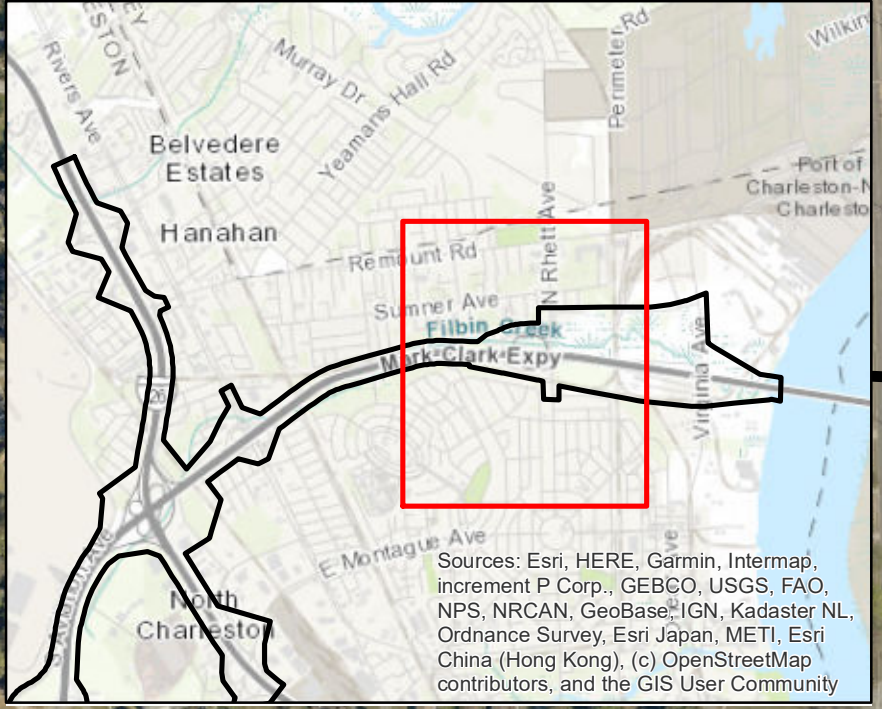 ESTON
EY
Rivers Ave
Murray Dr
Yeamans Hall Rd
Perimeter Rd
Belvedere
Estates
Hanahan
Port of
Charleston-N
Charlesto
N Rhett Ave
Remount Rd
Sumner Ave
Filbin Creek
Mark-Clark-Expy
Virginia Ave
26
E Montague Ave
North
Charleston
Sources: Esri, HERE, Garmin, Intermap,
increment P Corp., GEBCO, USGS, FAO,
NPS, NRCAN, GeoBase, IGN, Kadaster NL,
Ordnance Survey, Esri Japan, METI, Esri
China (Hong Kong), (c) OpenStreetMap
contributors, and the GIS User Community